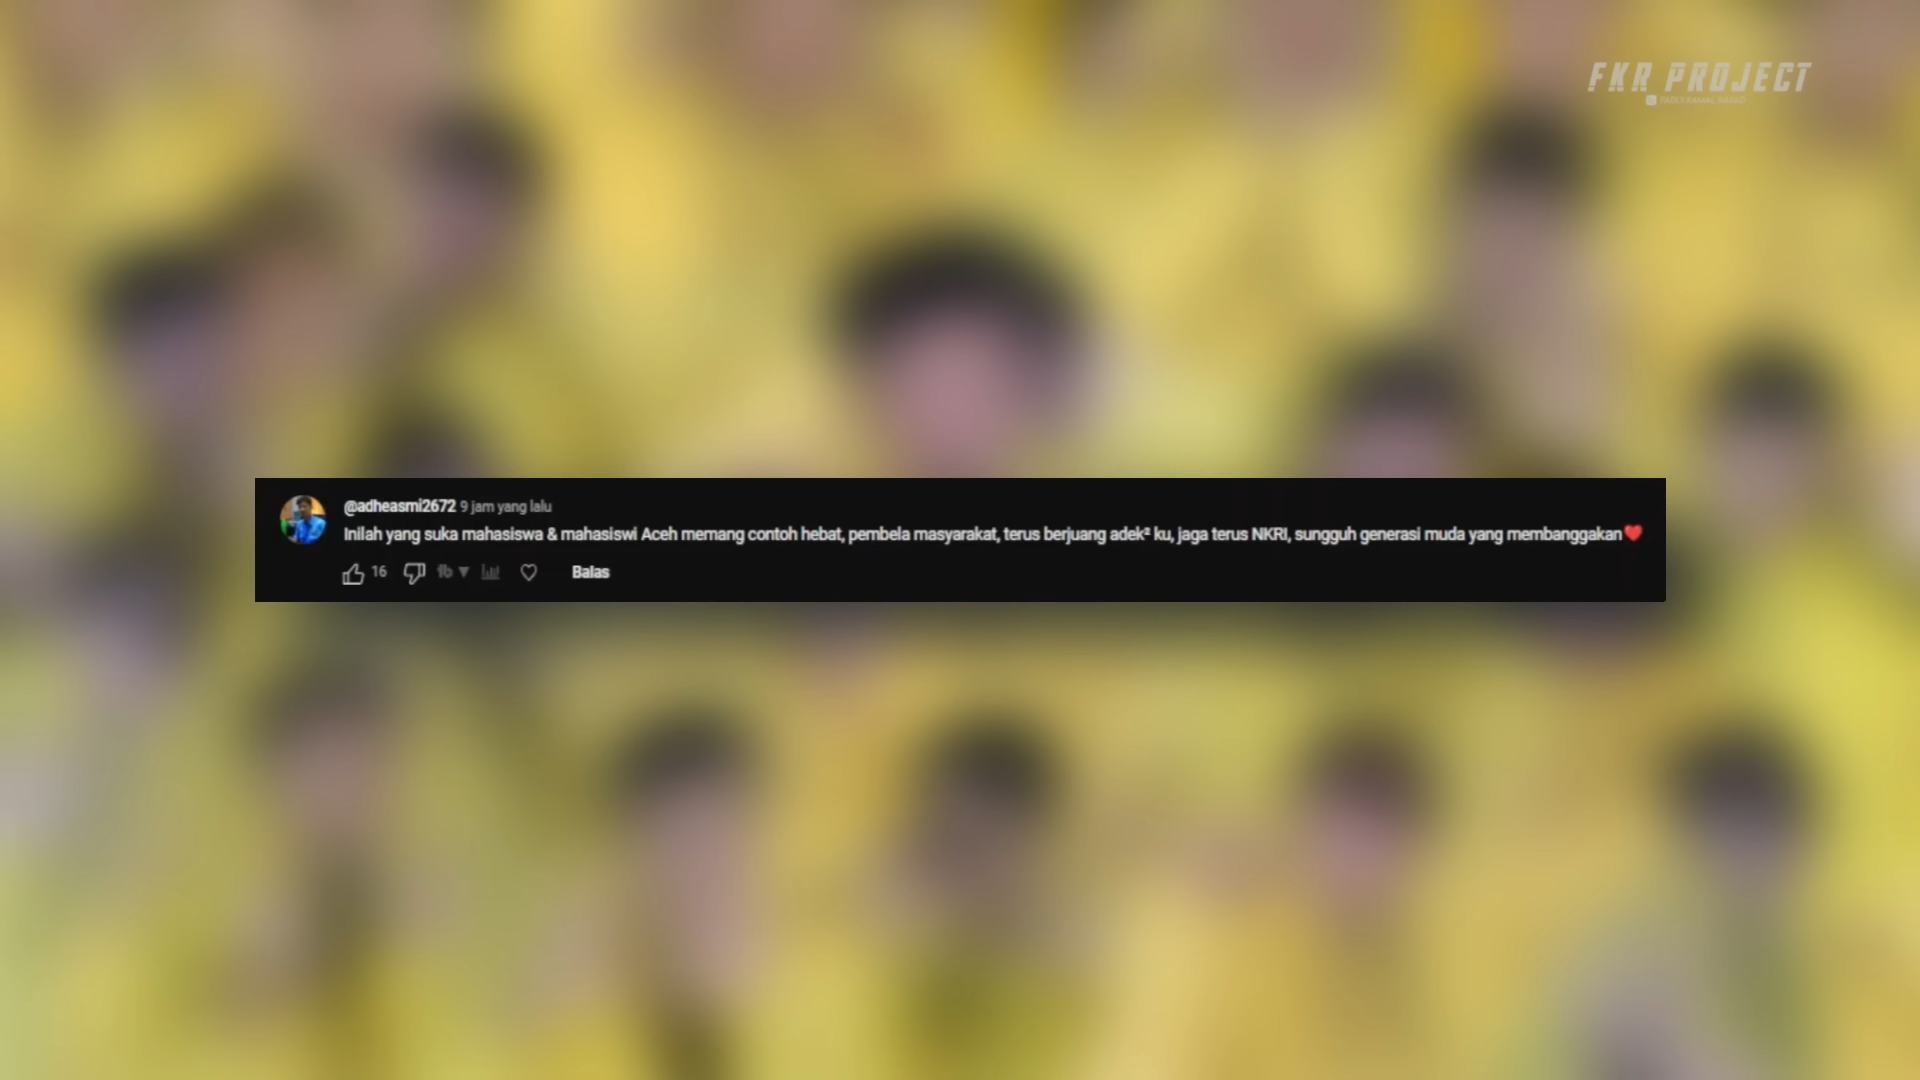 FKR PROJECT
@adheasmi2672 9 jam yang lalu
Inilah yang suka mahasiswa & mahasiswi Aceh memang contoh hebat, pembela masyarakat, terus berjuang adek² ku, jaga terus NKRI, sungguh generasi muda yang membanggakan❤️
16 Balas